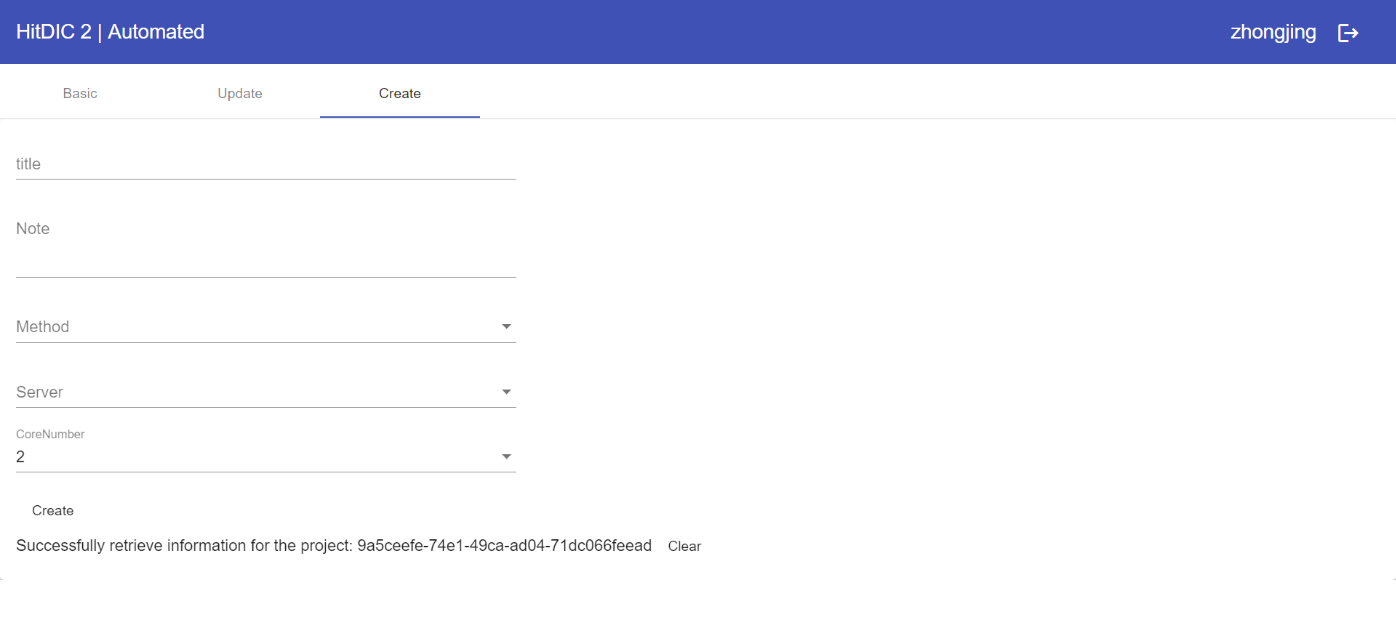 HitDIC 2 | Automated
zhongjing
Basic
Update
Create
title
Note
Method
Server
CoreNumber
2
Create
Successfully retrieve information for the project: 9a5ceefe-74e1-49ca-ad04-71dc066feead
Clear